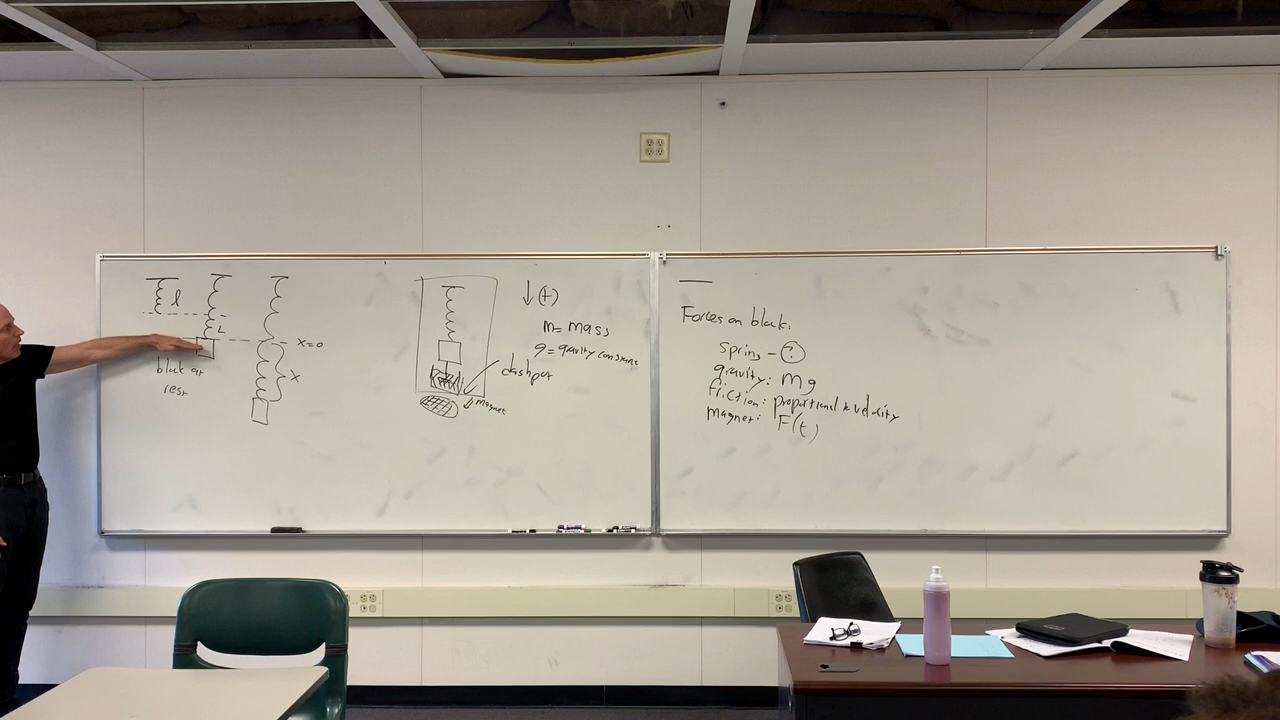 l
L
x=0
x
block at
rest
↓(+)
m= mass
g= gravity constant
dashpot
magnet
Forces on block:
spring - ?
gravity: mg
friction: proportional to velocity
magnet: F(t)